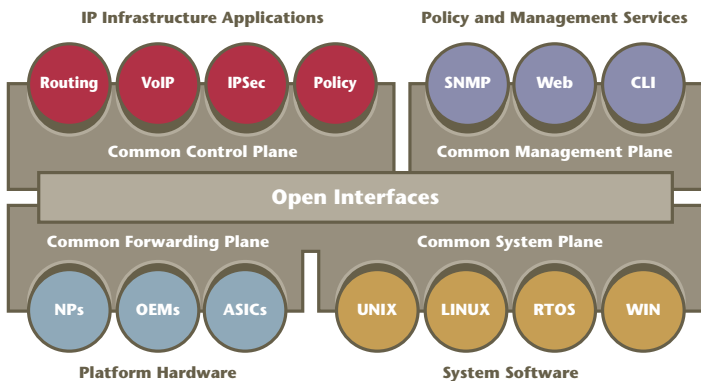 IP Infrastructure Applications
Policy and Management Services
Routing
VoIP
IPSec
Policy
SNMP
Web
CLI
Common Control Plane
Common Management Plane
Open Interfaces
Common Forwarding Plane
Common System Plane
NPs
OEMs
ASICs
UNIX
LINUX
RTOS
WIN
Platform Hardware
System Software